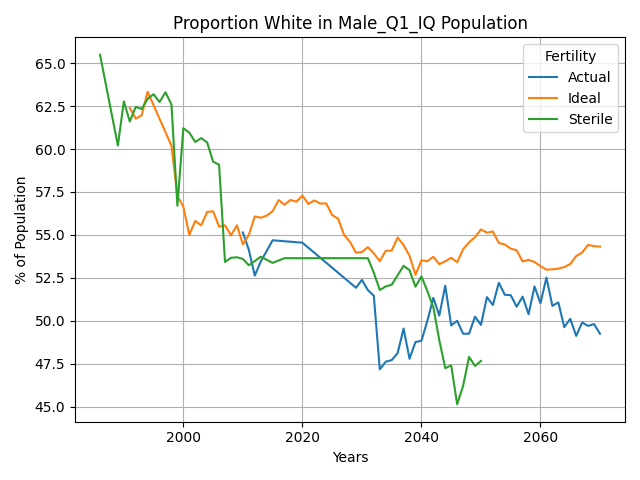 Proportion White in Male_Q1_IQ Population
Fertility
Actual
Ideal
Sterile
% of Population
65.0
62.5
60.0
57.5
55.0
52.5
50.0
47.5
45.0
2000
2020
2040
2060
Years